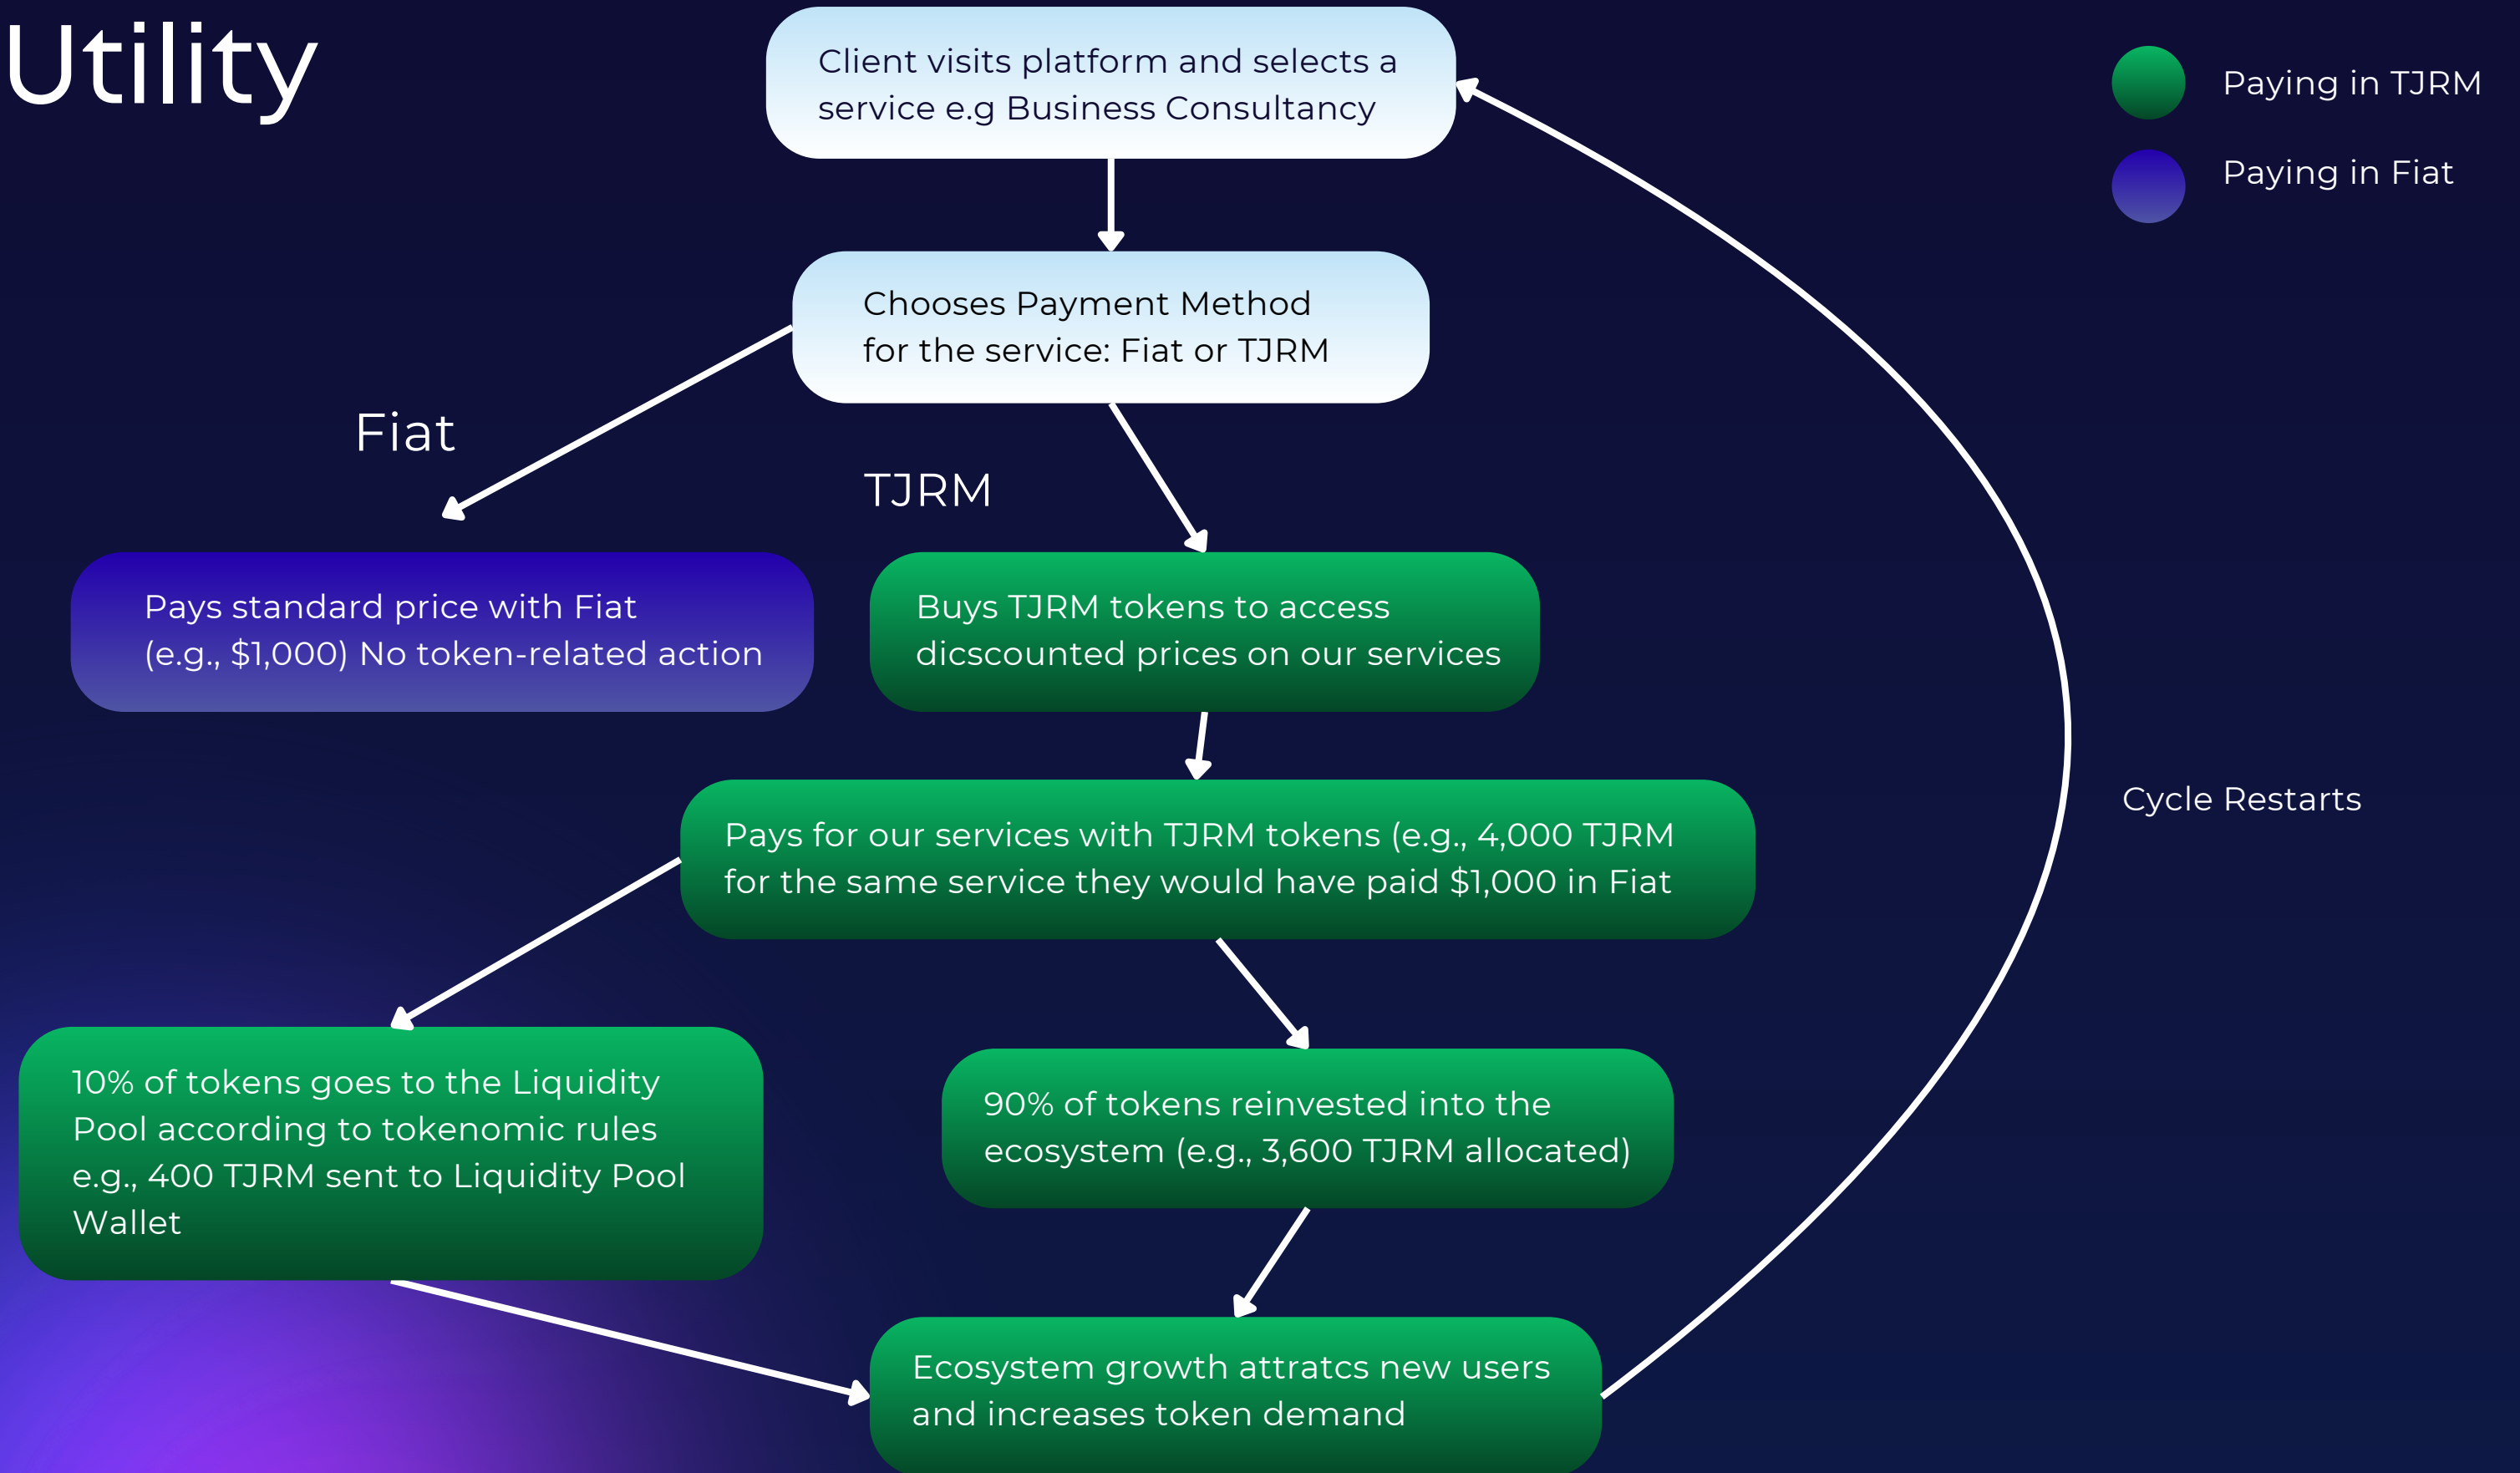 Utility
Client visits platform and selects a
service e.g Business Consultancy
Paying in TJRM
Paying in Fiat
Chooses Payment Method
for the service: Fiat or TJRM
Fiat
TJRM
Pays standard price with Fiat
(e.g., $1,000) No token-related action
Buys TJRM tokens to access
dicscounted prices on our services
Pays for our services with TJRM tokens (e.g., 4,000 TJRM
for the same service they would have paid $1,000 in Fiat
Cycle Restarts
10% of tokens goes to the Liquidity
Pool according to tokenomic rules
e.g., 400 TJRM sent to Liquidity Pool
Wallet
90% of tokens reinvested into the
ecosystem (e.g., 3,600 TJRM allocated)
Ecosystem growth attratcs new users
and increases token demand